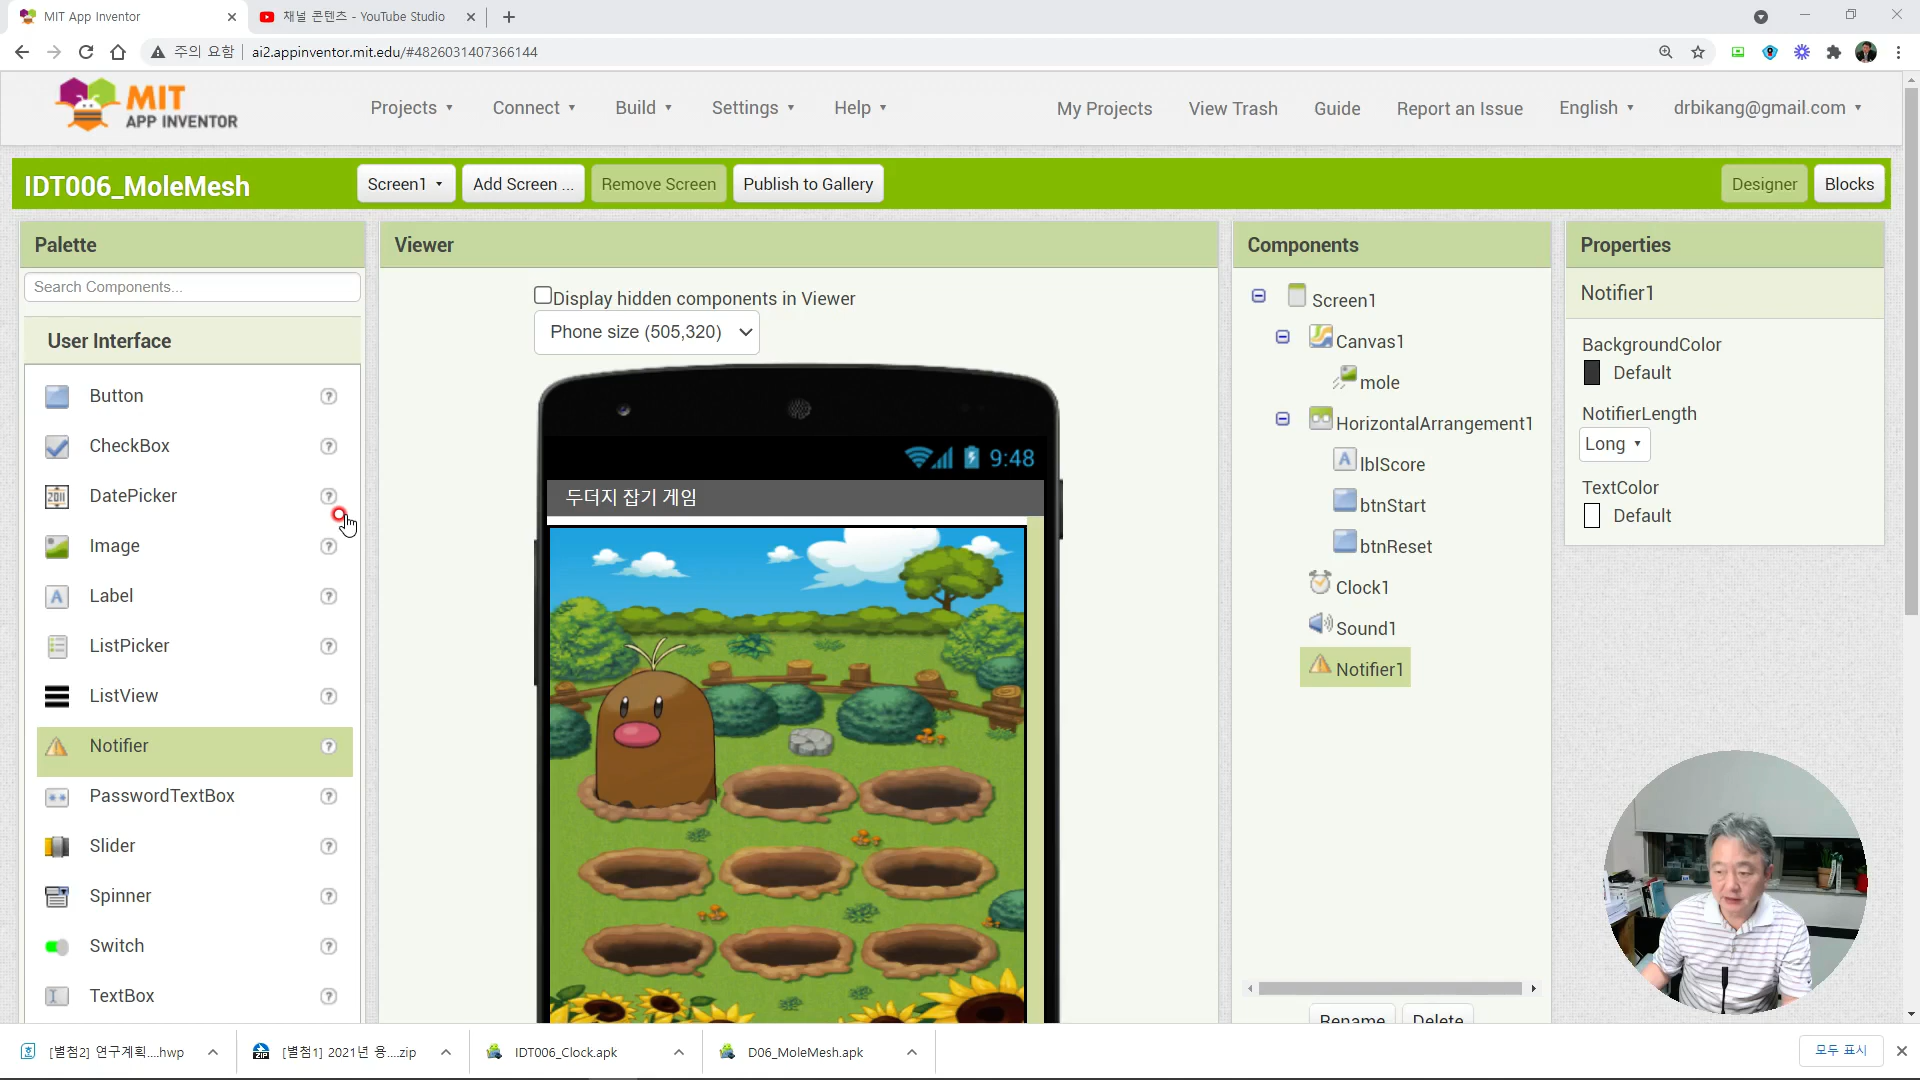 MIT App Inventor
채널 콘텐츠 - YouTube Studio
주의 요함
ai2.appinventor.mit.edu/#4826031407366144
MIT
APP INVENTOR
Projects
Connect
Build
Settings
Help
My Projects
View Trash
Guide
Report an Issue
English
drbikang@gmail.com
IDT006_MoleMesh
Screen1
Add Screen ...
Remove Screen
Publish to Gallery
Designer
Blocks
Palette
Search Components...
User Interface
Button
CheckBox
DatePicker
Image
Label
ListPicker
ListView
Notifier
PasswordTextBox
Slider
Spinner
Switch
TextBox
Viewer
Display hidden components in Viewer
Phone size (505,320)
9:48
두더지 잡기 게임
Components
Screen1
Canvas1
mole
HorizontalArrangement1
lblScore
btnStart
btnReset
Clock1
Sound1
Notifier1
Rename
Delete
Properties
Notifier1
BackgroundColor
Default
NotifierLength
Long
TextColor
Default
[별첨2] 연구계획....hwp
[별첨1] 2021년 용....zip
IDT006_Clock.apk
D06_MoleMesh.apk
모두 표시